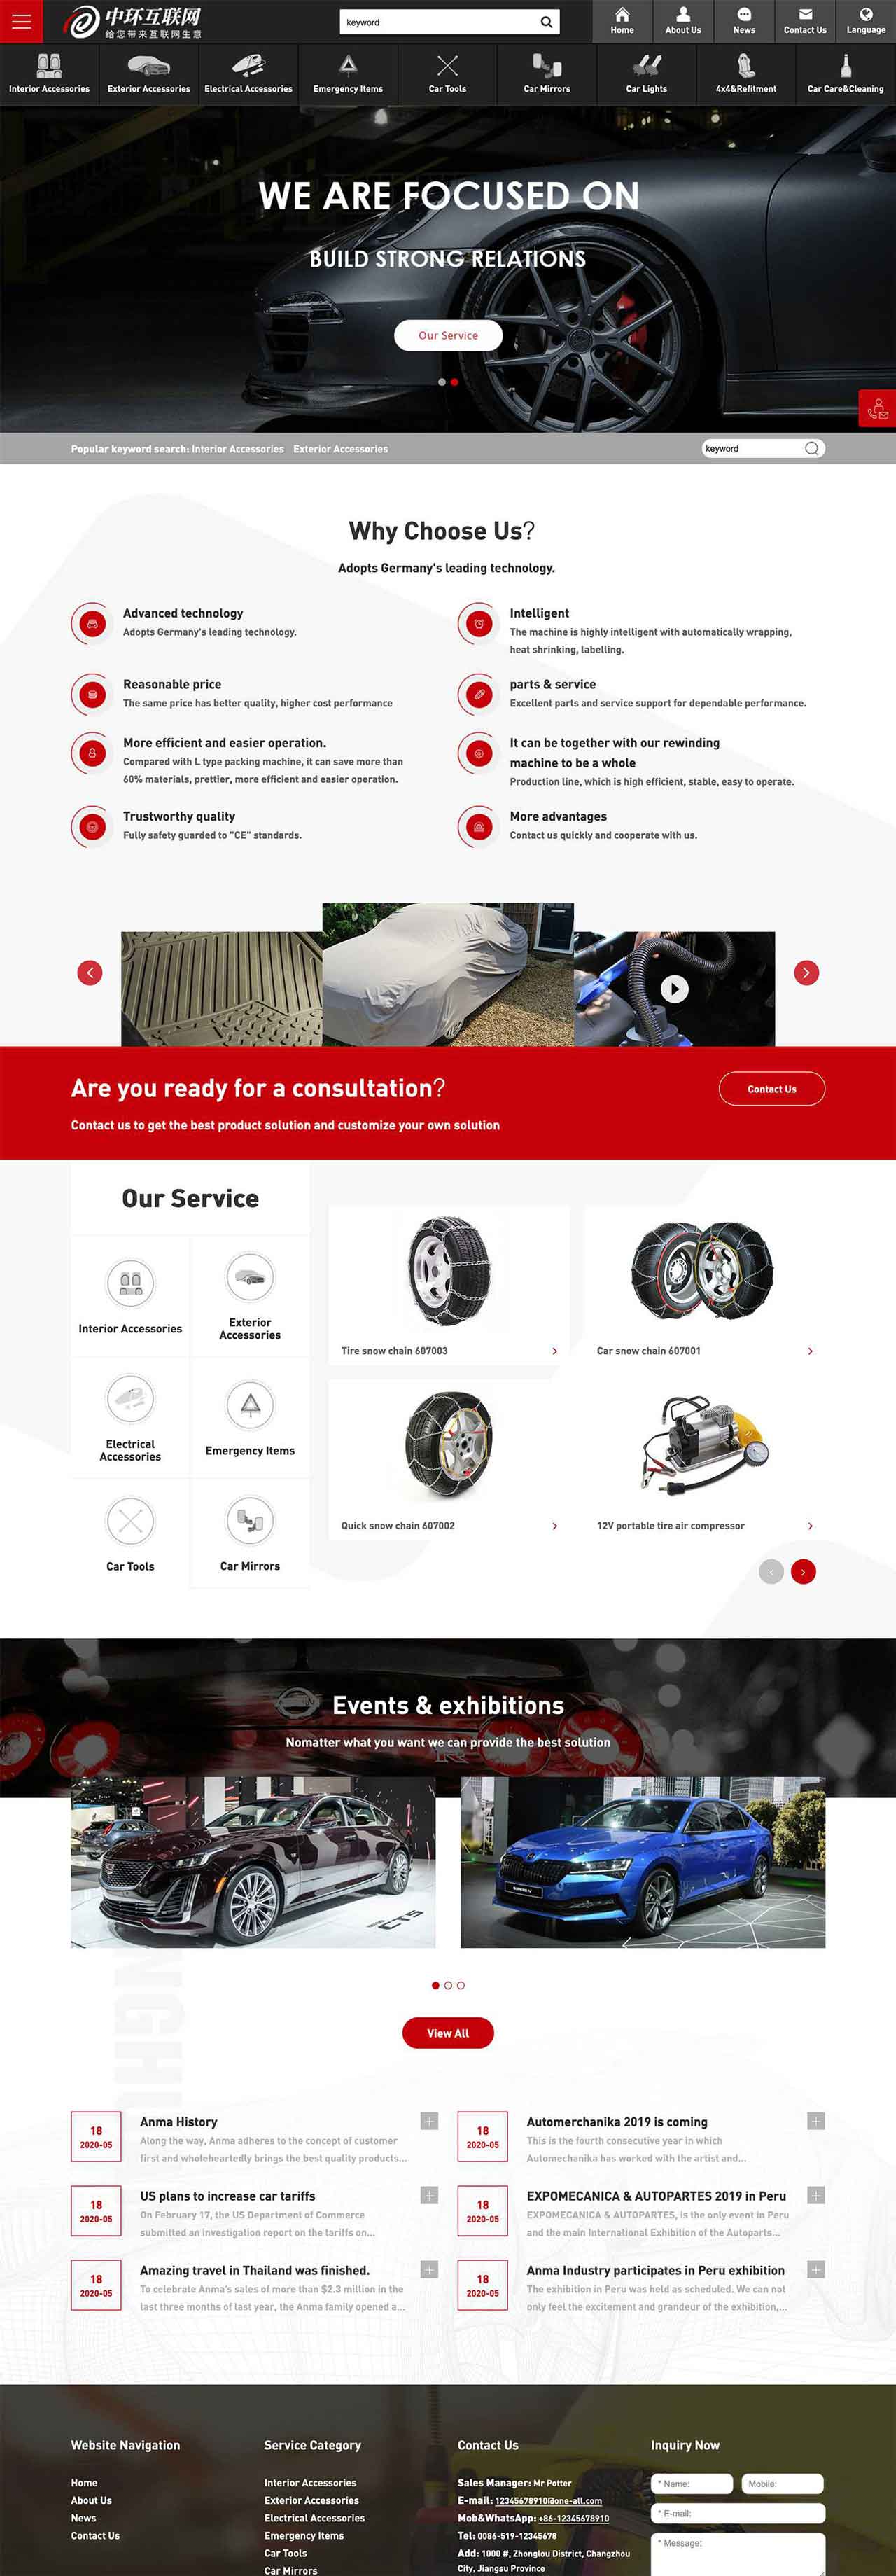 中环互联网
给您带来互联网生意
keyword
Home
About Us
News
Contact Us
Language
Interior Accessories
Exterior Accessories
Electrical Accessories
Emergency Items
Car Tools
Car Mirrors
Car Lights
4x4&Refitment
Car Care&Cleaning
WE ARE FOCUSED ON
BUILD STRONG RELATIONS
Our Service
Popular keyword search: Interior Accessories Exterior Accessories
keyword
Why Choose Us?
Adopts Germany's leading technology.
Advanced technology
Adopts Germany's leading technology.
Intelligent
The machine is highly intelligent with automatically wrapping,
heat shrinking, labelling.
Reasonable price
The same price has better quality, higher cost performance
parts & service
Excellent parts and service support for dependable performance.
More efficient and easier operation.
Compared with L type packing machine, it can save more than
60% materials, prettier, more efficient and easier operation.
It can be together with our rewinding
machine to be a whole
Production line, which is high efficient, stable, easy to operate.
Trustworthy quality
Fully safety guarded to "CE" standards.
More advantages
Contact us quickly and cooperate with us.
Are you ready for a consultation?
Contact us to get the best product solution and customize your own solution
Contact Us
Our Service
Interior Accessories
Exterior
Accessories
Electrical
Accessories
Emergency Items
Car Tools
Car Mirrors
Tire snow chain 607003
Car snow chain 607001
Quick snow chain 607002
12V portable tire air compressor
Events & exhibitions
Nomatter what you want we can provide the best solution
CT5
SUPERB iV
View All
18
2020-05
Anma History
Along the way, Anma adheres to the concept of customer
first and wholeheartedly brings the best quality products...
18
2020-05
Automerchanika 2019 is coming
This is the fourth consecutive year in which
Automechanika has worked with the artist and...
18
2020-05
US plans to increase car tariffs
On February 17, the US Department of Commerce
submitted an investigation report on the tariffs on...
18
2020-05
EXPOMECANICA & AUTOPARTES 2019 in Peru
EXPOMECANICA & AUTOPARTES, is the only event in Peru
and the main International Exhibition of the Autoparts...
18
2020-05
Amazing travel in Thailand was finished.
To celebrate Anma's sales of more than $2.3 million in the
last three months of last year, the Anma family opened a...
18
2020-05
Anma Industry participates in Peru exhibition
The exhibition in Peru was held as scheduled. We can not
only feel the excitement and grandeur of the exhibition,...
Website Navigation
Home
About Us
News
Contact Us
Service Category
Interior Accessories
Exterior Accessories
Electrical Accessories
Emergency Items
Car Tools
Car Mirrors
Contact Us
Sales Manager: Mr Potter
E-mail: 12345678910@one-all.com
Mob&WhatsApp: +86-12345678910
Tel: 0086-519-12345678
Add: 1000 #, Zhonglou District, Changzhou
City, Jiangsu Province
Inquiry Now
* Name:
Mobile:
* E-mail:
* Message: